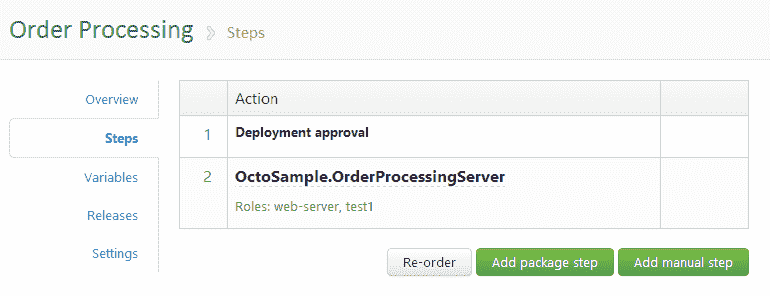 Order Processing » Steps
Overview
Steps
Variables
Releases
Settings
Action
1 Deployment approval
2 OctoSample.OrderProcessingServer
Roles: web-server, test1
Re-order Add package step Add manual step